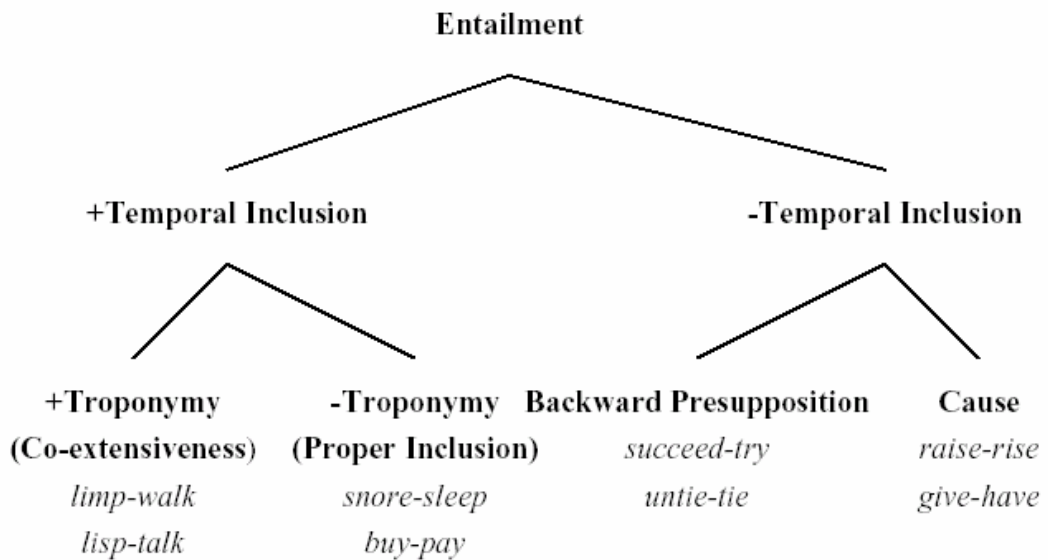 Entailment
+Temporal Inclusion
-Temporal Inclusion
+Troponymy
(Co-extensiveness)
limp-walk
lisp-talk
-Troponymy
(Proper Inclusion)
snore-sleep
buy-pay
Backward Presupposition
succeed-try
untie-tie
Cause
raise-rise
give-have